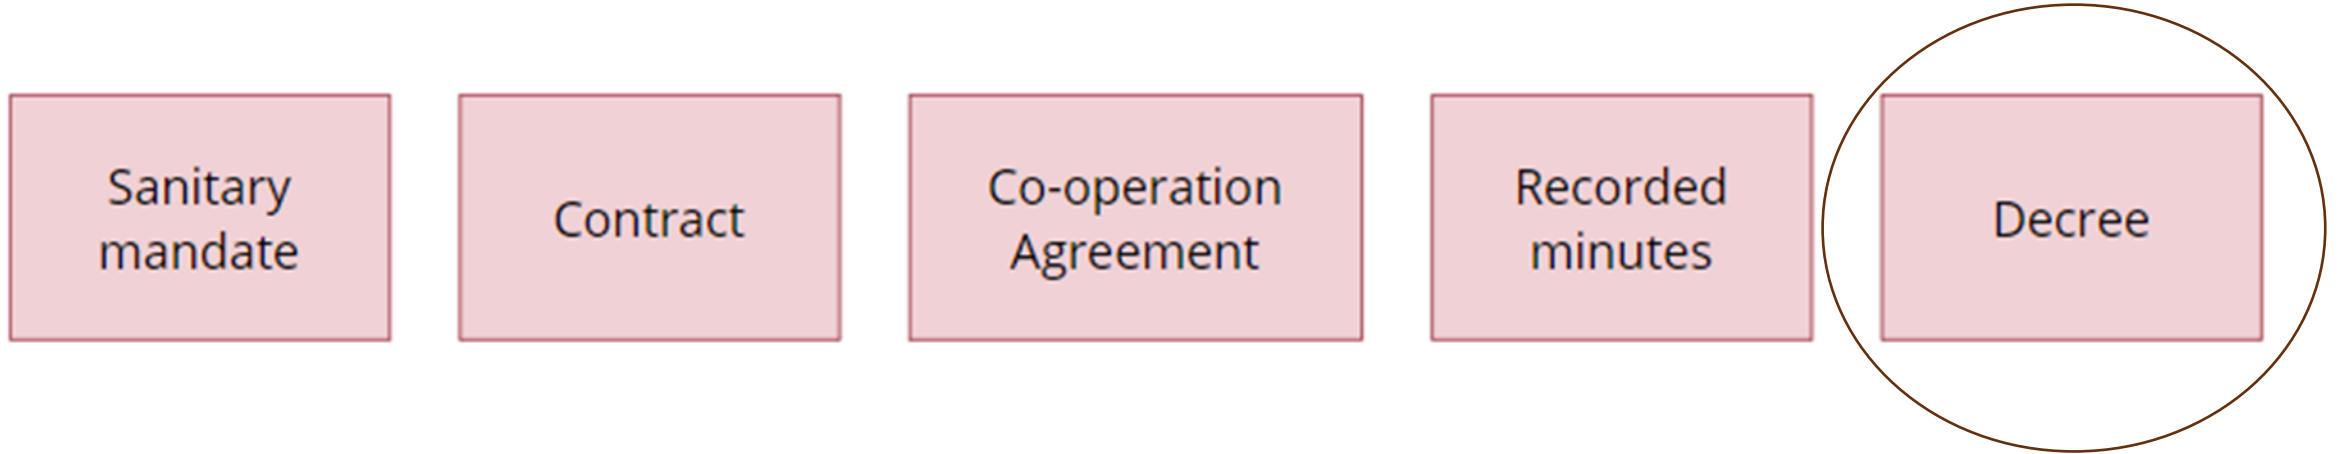 Sanitary
mandate
Contract
Co-operation
Agreement
Recorded
minutes
Decree